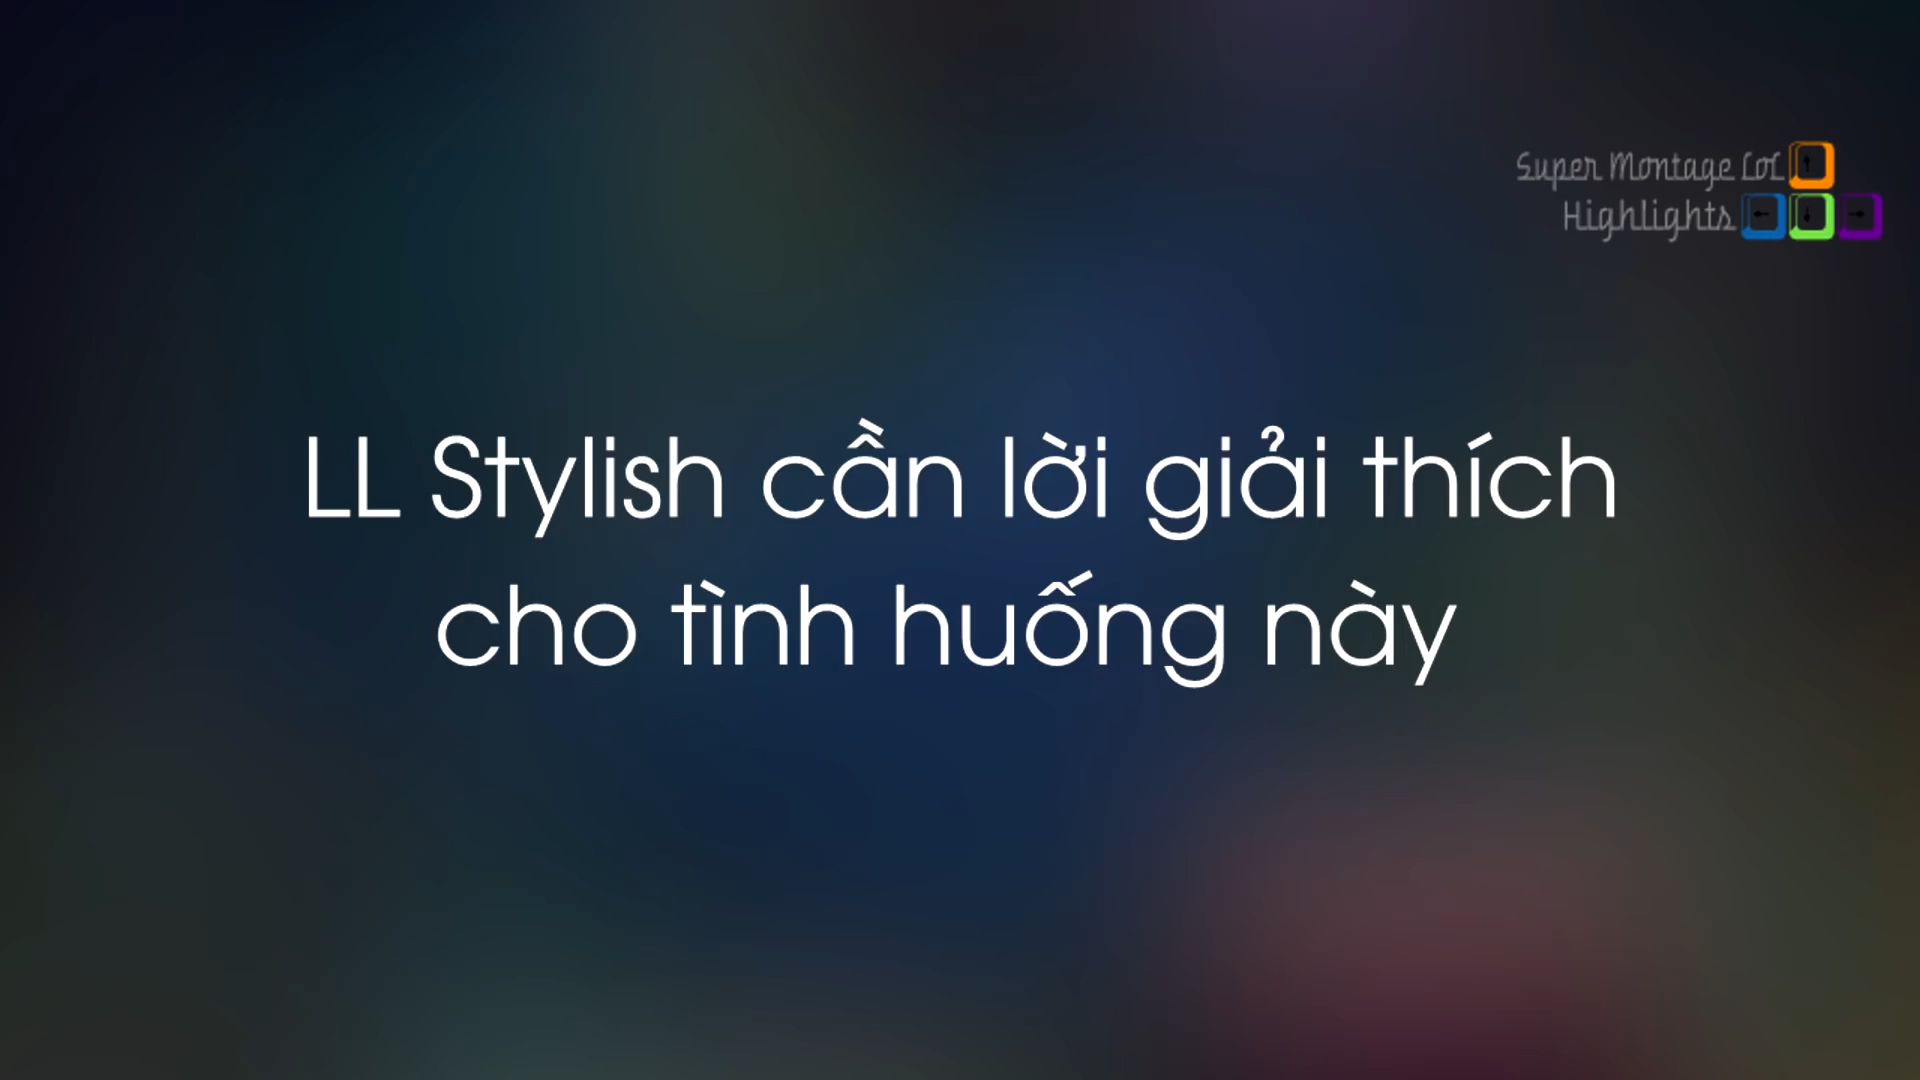 Super Montage LoL
Highlights
LL Stylish cần lời giải thích
cho tình huống này